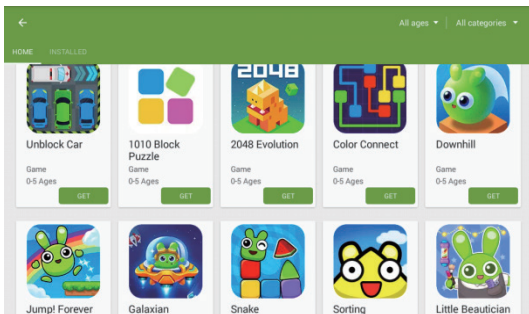 All ages All categories
HOME INSTALLED
2048
Unblock Car
Game
0-5 Ages
GET
1010 Block
Puzzle
Game
0-5 Ages
GET
2048 Evolution
Game
0-5 Ages
GET
Color Connect
Game
0-5 Ages
GET
Downhill
Game
0-5 Ages
GET
Jump! Forever
Galaxian
Snake
Sorting
Little Beautician